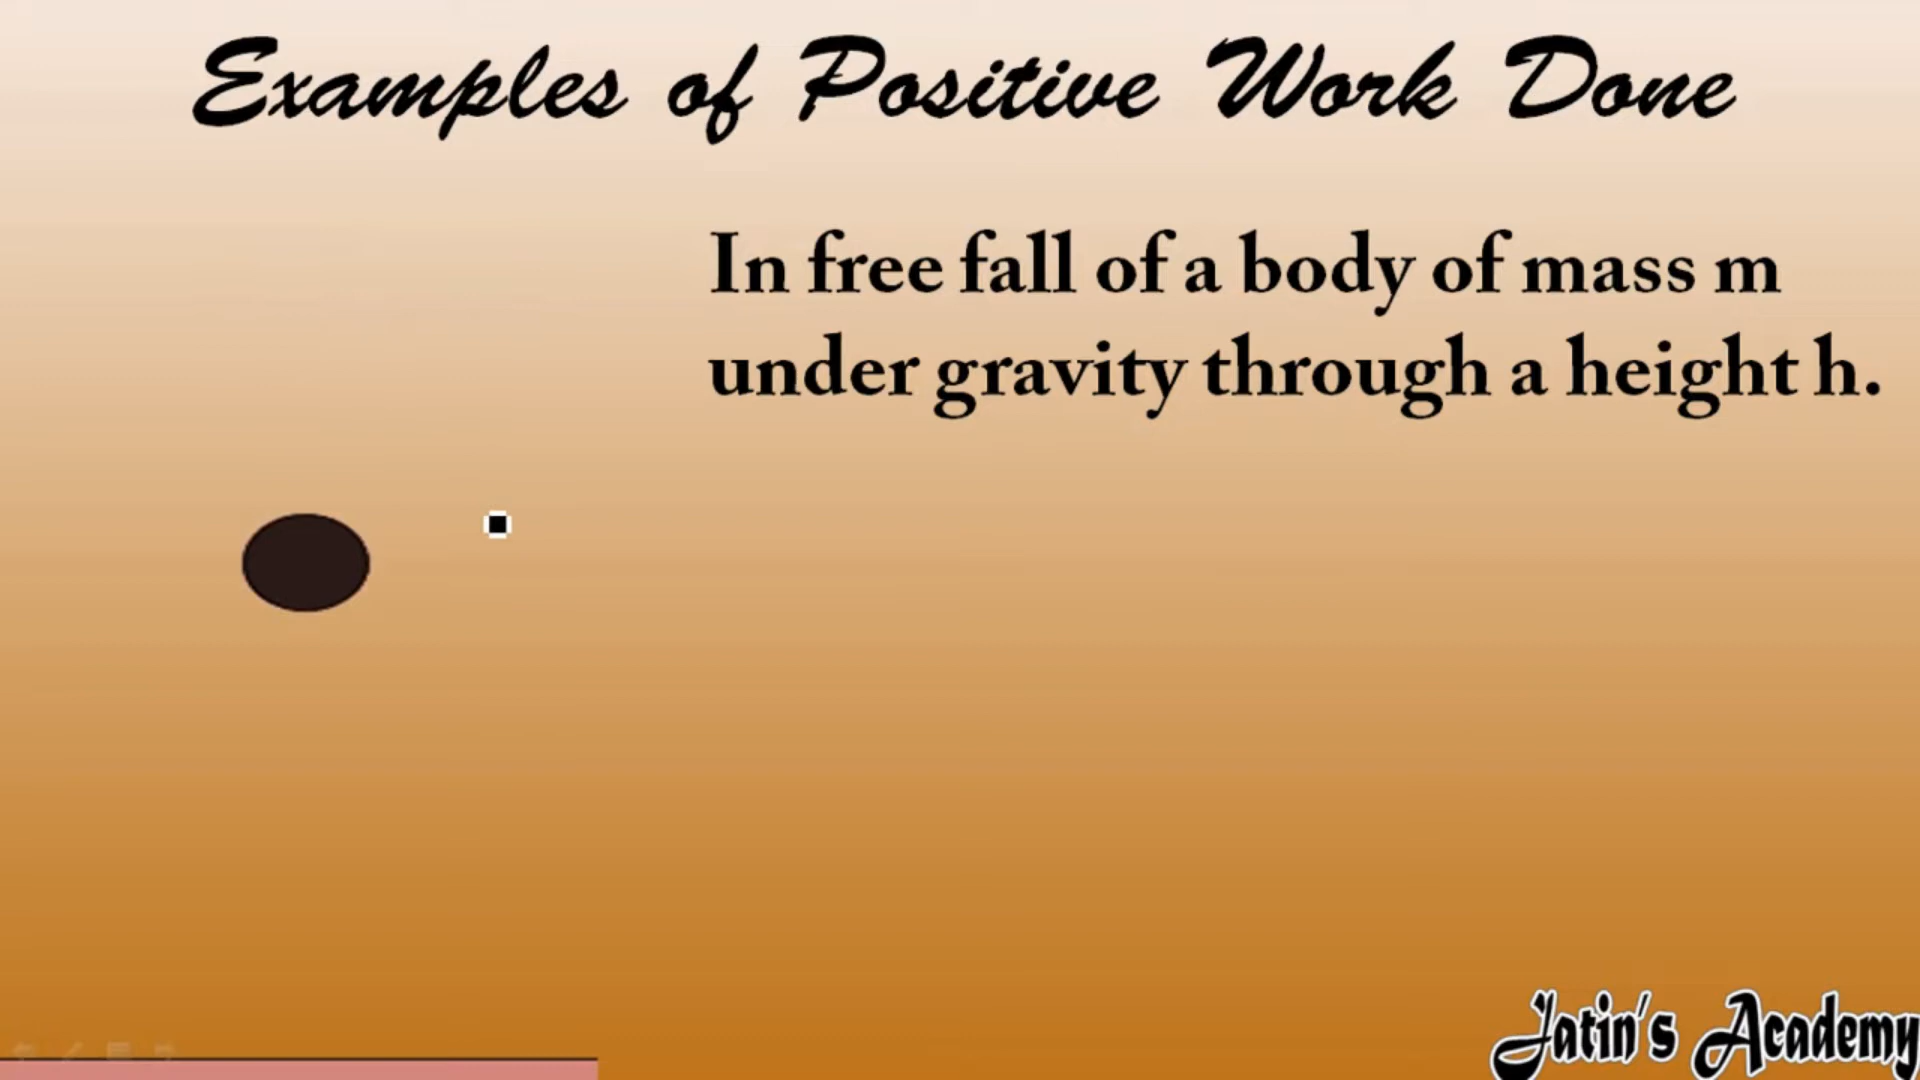 Examples of Positive Work Done
In free fall of a body of mass m
under gravity through a height h.
Jatin's Academy